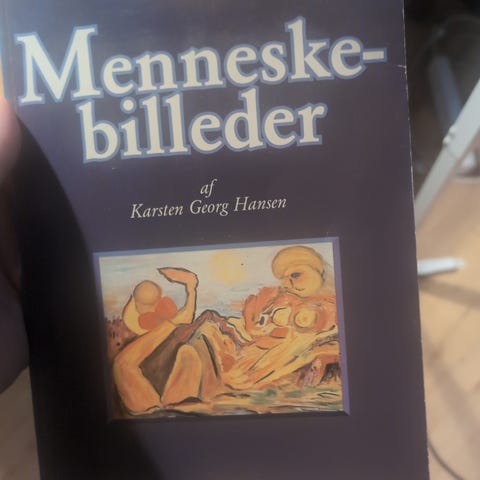 Menneske-
billeder
af
Karsten Georg Hansen